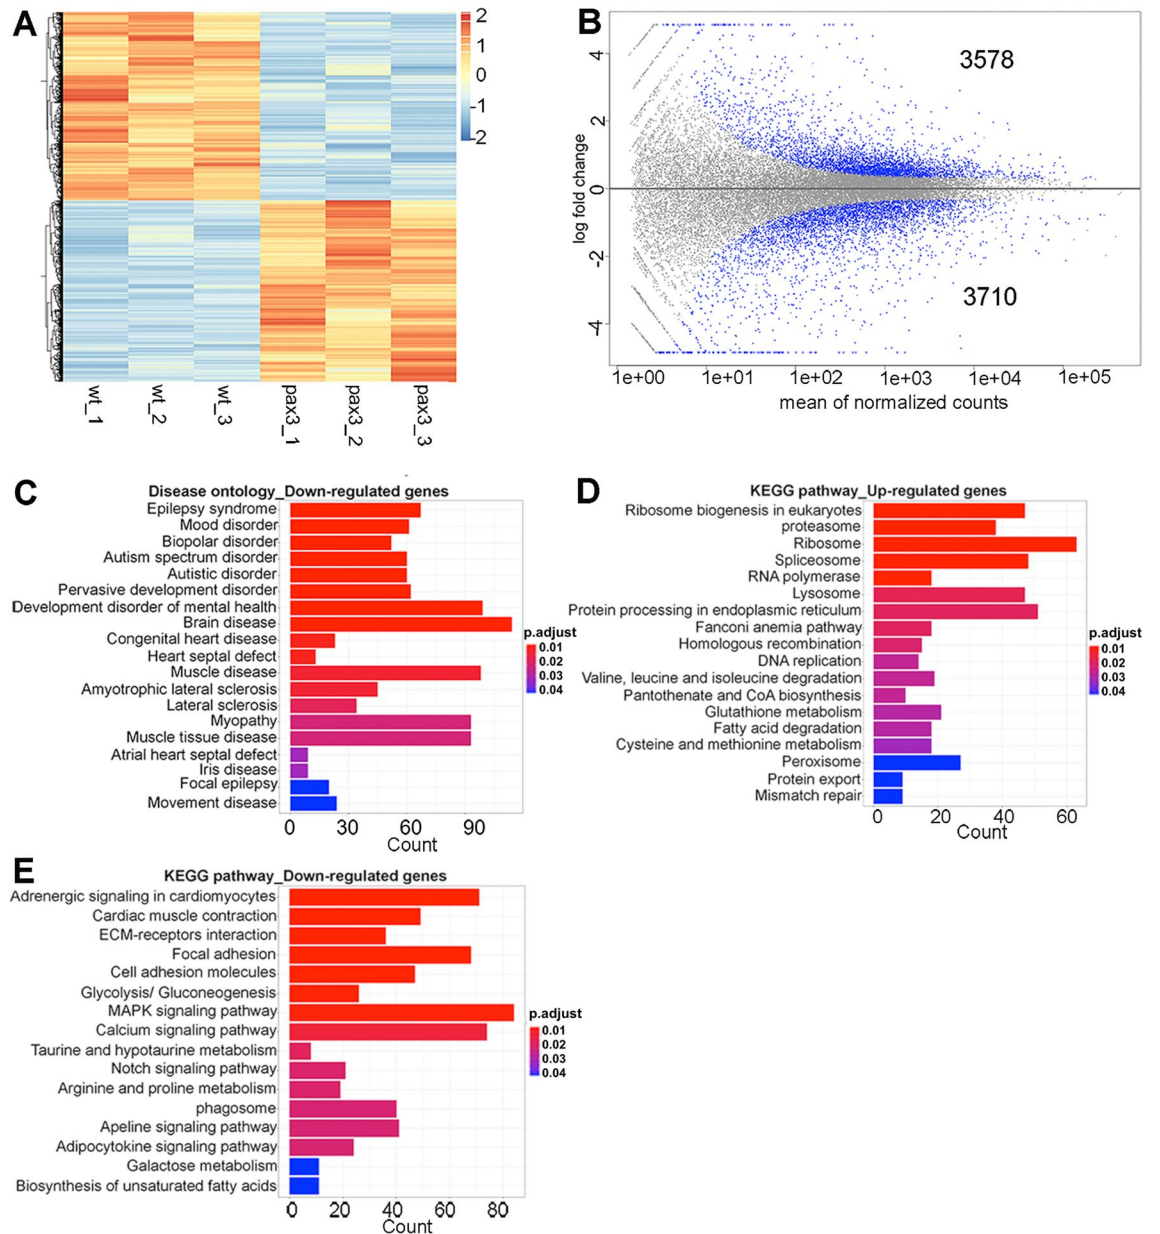 A
2
1
0
-1
-2
wt_1
wt_2
wt_3
pax3_1
pax3_2
pax3_3
B
log fold change
4
2
0
-2
-4
3578
3710
1e+00 1e+01 1e+02 1e+03 1e+04 1e+05
mean of normalized counts
C
Disease ontology_Down-regulated genes
Epilepsy syndrome
Mood disorder
Biopolar disorder
Autism spectrum disorder
Autistic disorder
Pervasive development disorder
Development disorder of mental health
Brain disease
Congenital heart disease
Heart septal defect
Muscle disease
Amyotrophic lateral sclerosis
Lateral sclerosis
Myopathy
Muscle tissue disease
Atrial heart septal defect
Iris disease
Focal epilepsy
Movement disease
0 30 60 90
Count
p.adjust
0.01
0.02
0.03
0.04
D
KEGG pathway_Up-regulated genes
Ribosome biogenesis in eukaryotes
proteasome
Ribosome
Spliceosome
RNA polymerase
Lysosome
Protein processing in endoplasmic reticulum
Fanconi anemia pathway
Homologous recombination
DNA replication
Valine, leucine and isoleucine degradation
Pantothenate and CoA biosynthesis
Glutathione metabolism
Fatty acid degradation
Cysteine and methionine metabolism
Peroxisome
Protein export
Mismatch repair
0 20 40 60
Count
p.adjust
0.01
0.02
0.03
0.04
E
KEGG pathway_Down-regulated genes
Adrenergic signaling in cardiomyocytes
Cardiac muscle contraction
ECM-receptors interaction
Focal adhesion
Cell adhesion molecules
Glycolysis/ Gluconeogenesis
MAPK signaling pathway
Calcium signaling pathway
Taurine and hypotaurine metabolism
Notch signaling pathway
Arginine and proline metabolism
phagosome
Apeline signaling pathway
Adipocytokine signaling pathway
Galactose metabolism
Biosynthesis of unsaturated fatty acids
0 20 40 60 80
Count
p.adjust
0.01
0.02
0.03
0.04